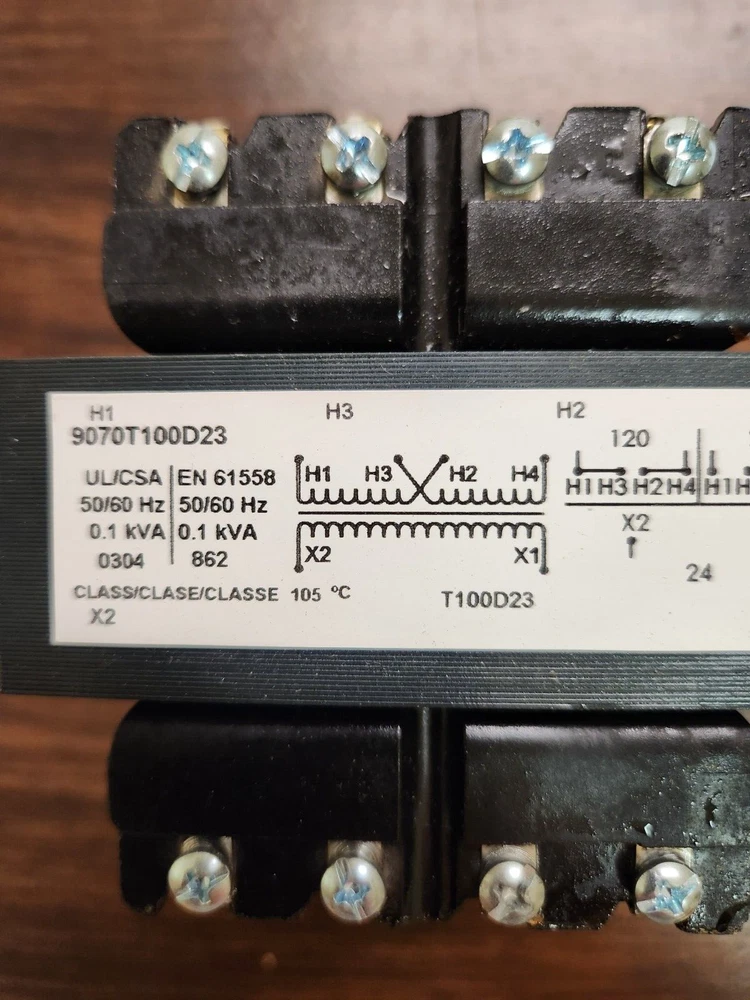 H1 H3 H2
9070T100D23
UL/CSA EN 61558
50/60 Hz 50/60 Hz
0.1 kVA 0.1 kVA
0304 862
CLASS/CLASE/CLASSE 105 ºC
X2
H1 H3 H2 H4
X2 X1
T100D23
120
H1 H3 H2 H4 H1
X2
24